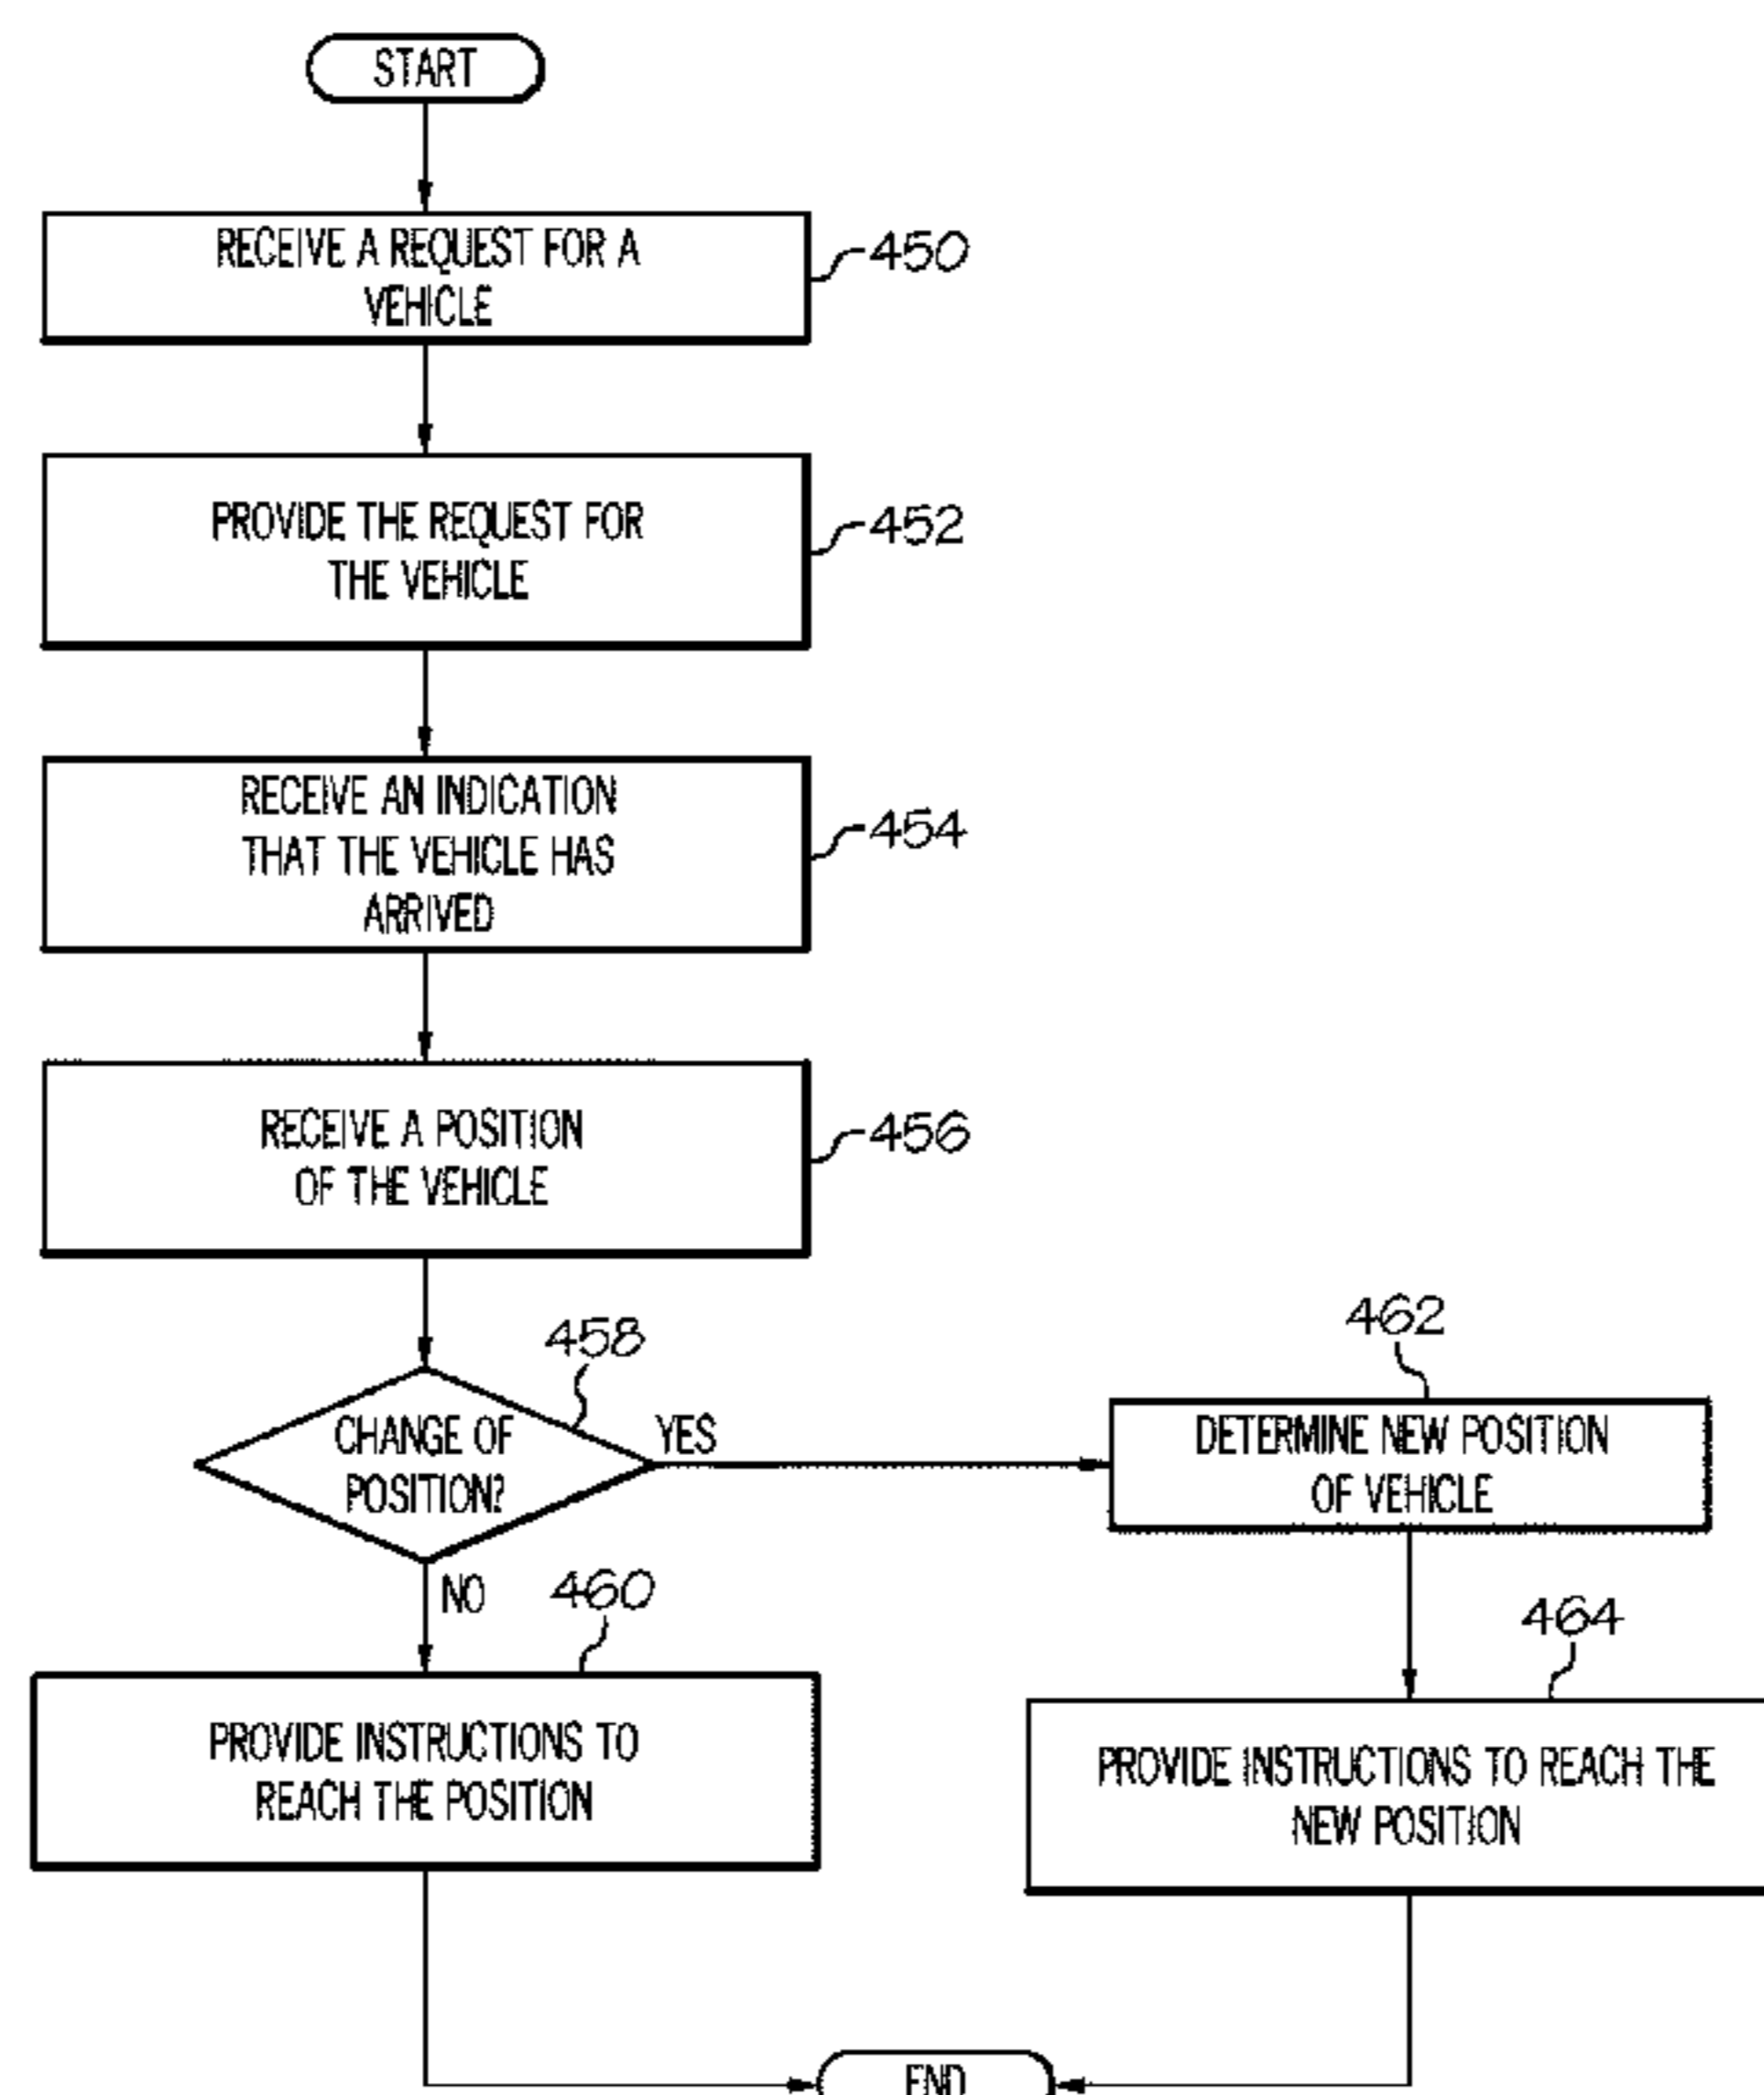 START
RECEIVE A REQUEST FOR A
VEHICLE
450
PROVIDE THE REQUEST FOR
THE VEHICLE
452
RECEIVE AN INDICATION
THAT THE VEHICLE HAS
ARRIVED
454
RECEIVE A POSITION
OF THE VEHICLE
456
458
CHANGE OF
POSITION?
YES
NO
462
DETERMINE NEW POSITION
OF VEHICLE
460
PROVIDE INSTRUCTIONS TO
REACH THE POSITION
464
PROVIDE INSTRUCTIONS TO REACH THE
NEW POSITION
END